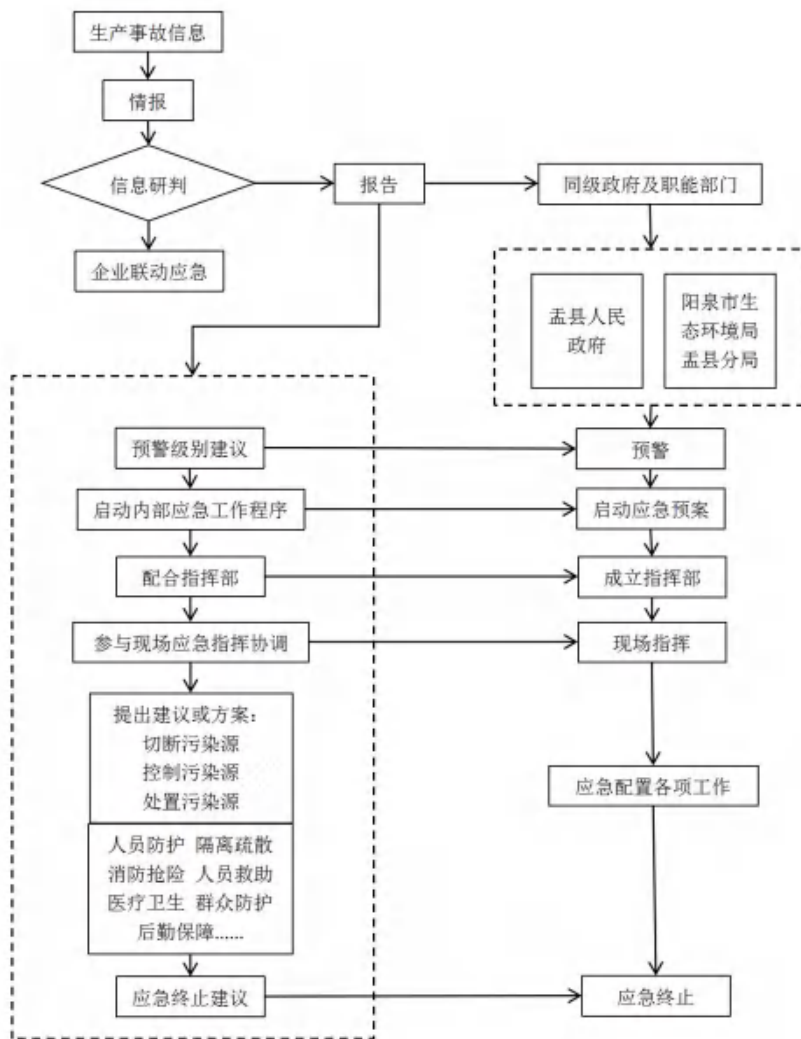 生产事故信息
情报
信息研判
报告
同级政府及职能部门
企业联动应急
盂县人民
政府
阳泉市生
态环境局
盂县分局
预警级别建议
预警
启动内部应急工作程序
启动应急预案
配合指挥部
成立指挥部
参与现场应急指挥协调
现场指挥
提出建议或方案：
切断污染源
控制污染源
处置污染源
应急配置各项工作
人员防护 隔离疏散
消防抢险 人员救助
医疗卫生 群众防护
后勤保障......
应急终止建议
应急终止